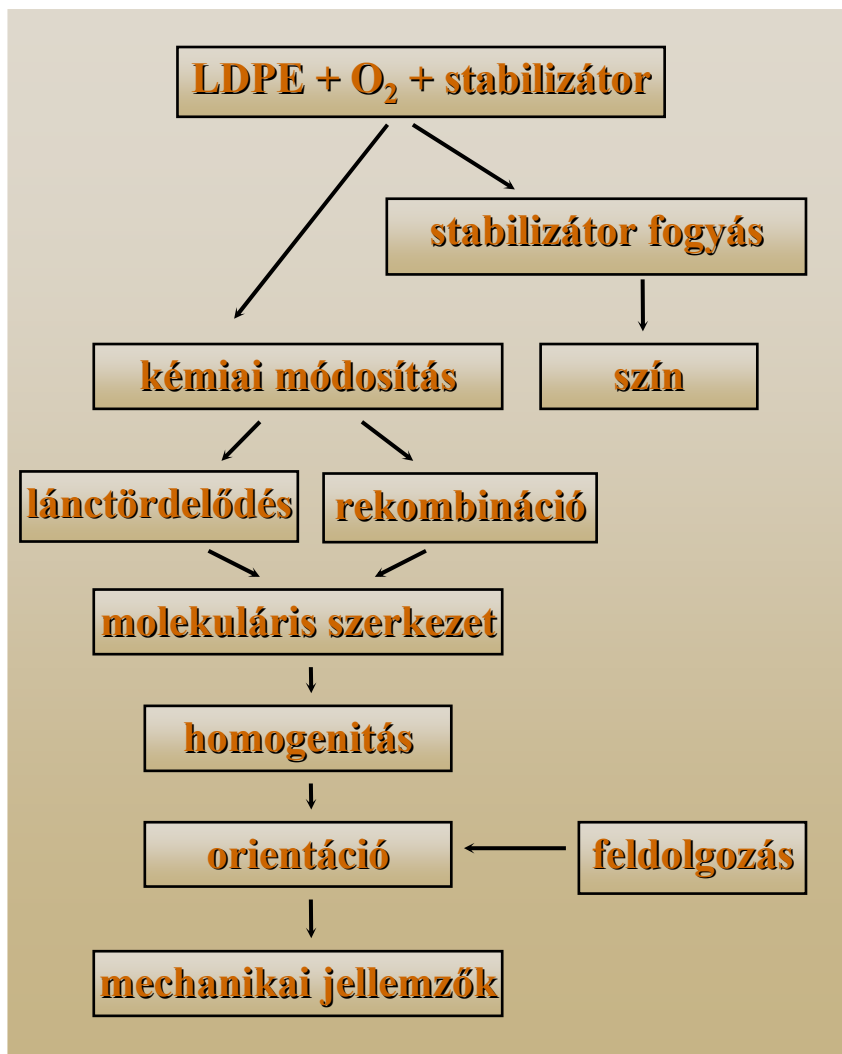 LDPE + O₂ + stabilizátor
stabilizátor fogyás
kémiai módosítás
szín
lánctördelődés
rekombináció
molekuláris szerkezet
homogenitás
orientáció
feldolgozás
mechanikai jellemzők